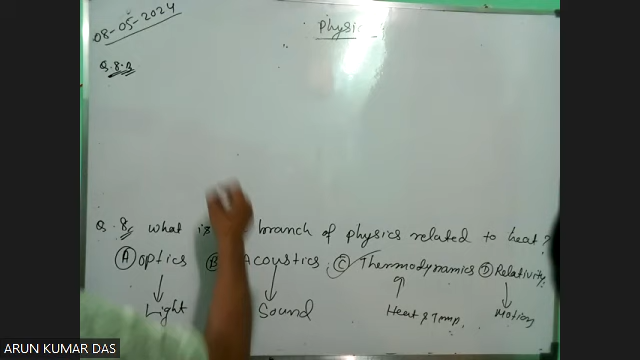 08-05-2024
Physics
Q.8.B
Q.8. what is branch of physics related to heat?
(A) Optics (B) Acoustics (C) Thermodynamics (D) Relativity
Light Sound Heat & Temp. Motion
ARUN KUMAR DAS